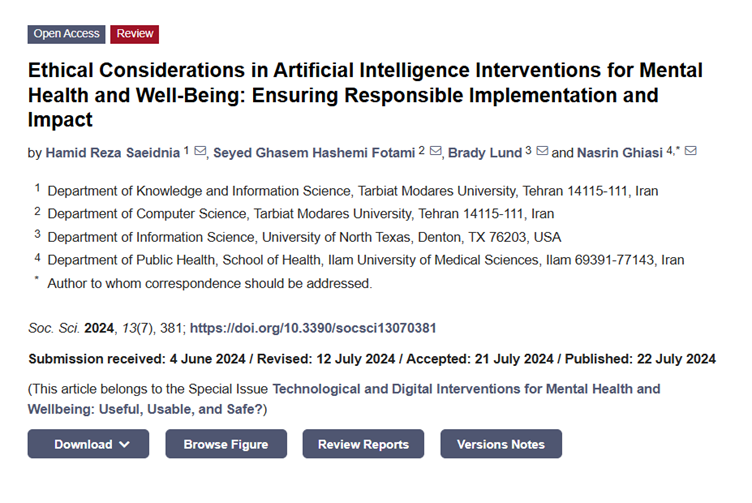 Open Access Review
Ethical Considerations in Artificial Intelligence Interventions for Mental
Health and Well-Being: Ensuring Responsible Implementation and
Impact
by Hamid Reza Saeidnia 1, Seyed Ghasem Hashemi Fotami 2, Brady Lund 3 and Nasrin Ghiasi 4,*
1 Department of Knowledge and Information Science, Tarbiat Modares University, Tehran 14115-111, Iran
2 Department of Computer Science, Tarbiat Modares University, Tehran 14115-111, Iran
3 Department of Information Science, University of North Texas, Denton, TX 76203, USA
4 Department of Public Health, School of Health, Ilam University of Medical Sciences, Ilam 69391-77143, Iran
* Author to whom correspondence should be addressed.
Soc. Sci. 2024, 13(7), 381; https://doi.org/10.3390/socsci13070381
Submission received: 4 June 2024 / Revised: 12 July 2024 / Accepted: 21 July 2024 / Published: 22 July 2024
(This article belongs to the Special Issue Technological and Digital Interventions for Mental Health and
Wellbeing: Useful, Usable, and Safe?)
Download Browse Figure Review Reports Versions Notes